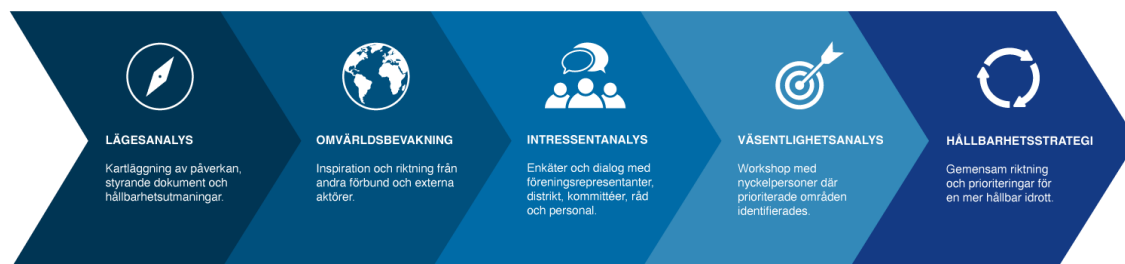 LÄGESANALYS
Kartläggning av påverkan,
styrande dokument och
hållbarhetsutmaningar.
OMVÄRLDSBEVAKNING
Inspiration och riktning från
andra förbund och externa
aktörer.
INTRESSENTANALYS
Enkäter och dialog med
föreningsrepresentanter,
distrikt, kommittéer, råd
och personal.
VÄSENTLIGHETSANALYS
Workshop med
nyckelpersoner där
prioriterade områden
identifierades.
HÅLLBARHETSSTRATEGI
Gemensam riktning
och prioriteringar för
en mer hållbar idrott.